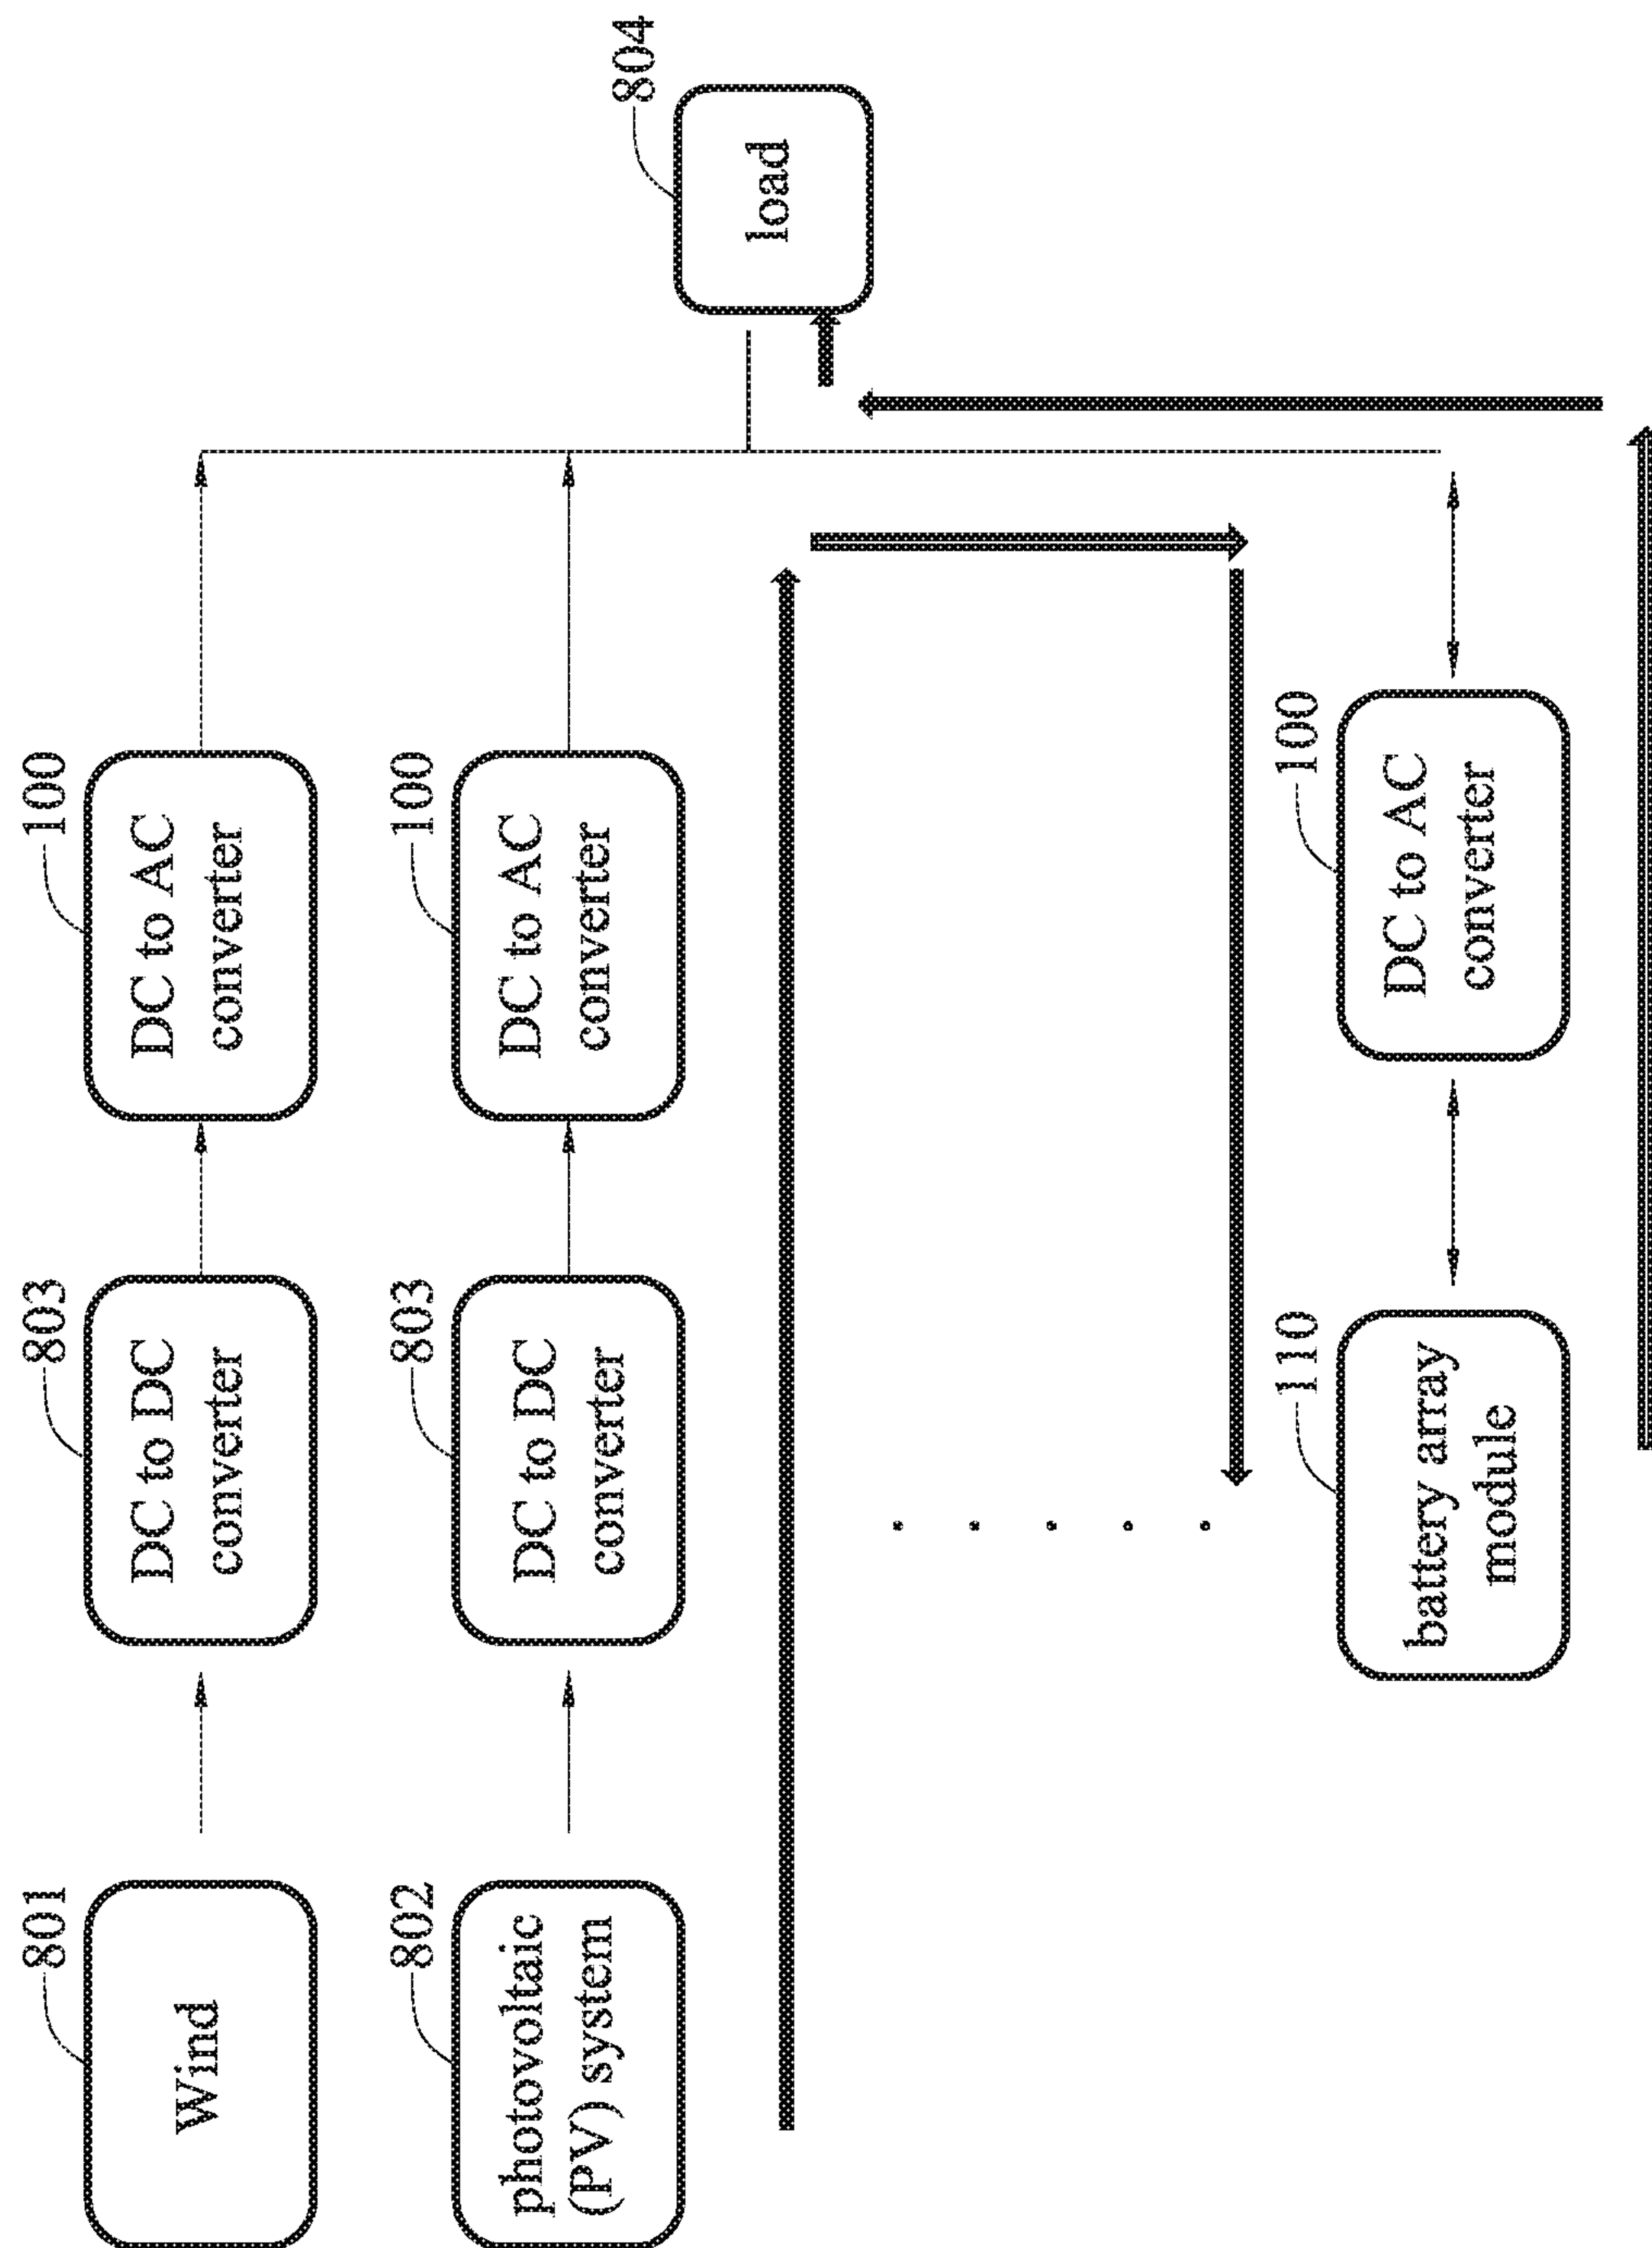 801
Wind
803
DC to DC
converter
100
DC to AC
converter
802
photovoltaic
(PV) system
803
DC to DC
converter
100
DC to AC
converter
804
load
110
battery array
module
100
DC to AC
converter